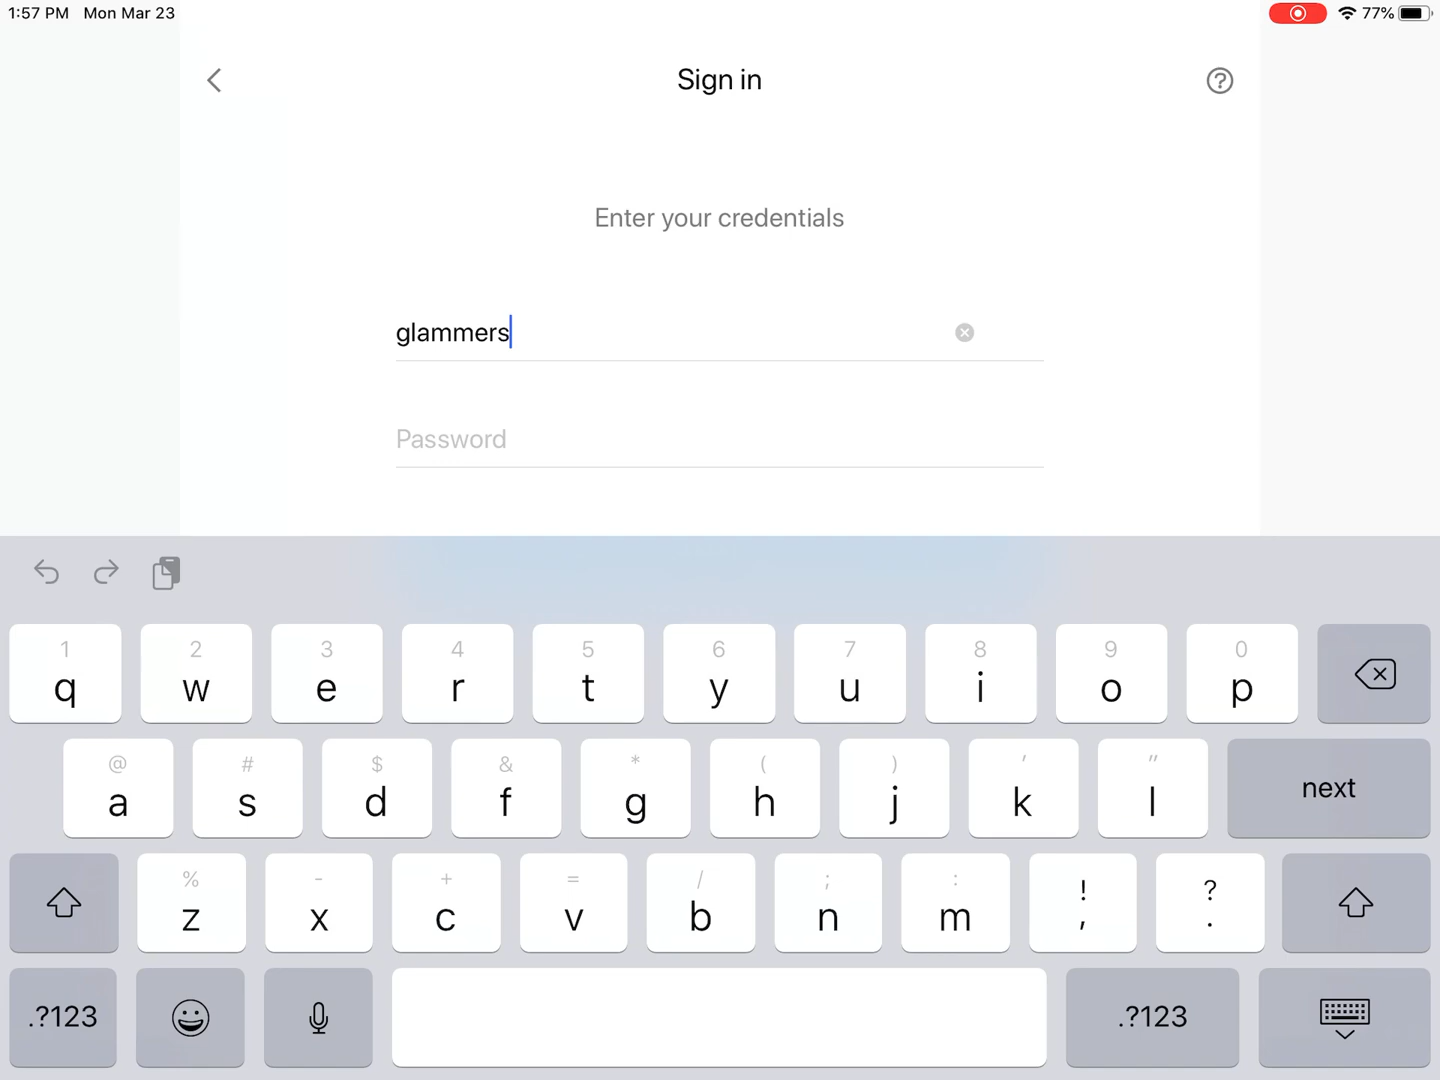 1:57 PM Mon Mar 23 77%
Sign in
?
Enter your credentials
glammers
Password
1 2 3 4 5 6 7 8 9 0
q w e r t y u i o p
@ # $ & * ( ) ' "
a s d f g h j k l next
% - + = / ; : ! ?
z x c v b n m , .
.?123 .?123